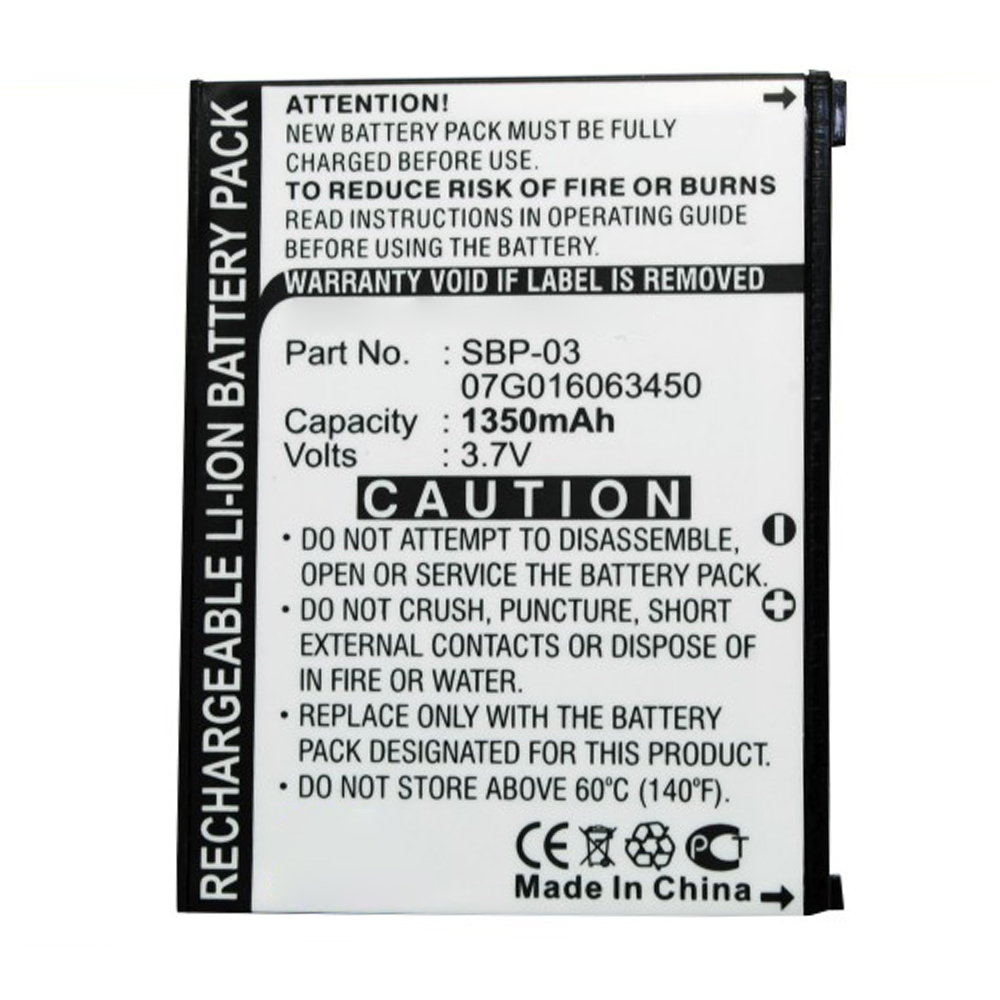 RECHARGEABLE LI-ION BATTERY PACK
ATTENTION!
NEW BATTERY PACK MUST BE FULLY
CHARGED BEFORE USE.
TO REDUCE RISK OF FIRE OR BURNS
READ INSTRUCTIONS IN OPERATING GUIDE
BEFORE USING THE BATTERY.
WARRANTY VOID IF LABEL IS REMOVED
Part No. : SBP-03
07G016063450
Capacity : 1350mAh
Volts : 3.7V
CAUTION
• DO NOT ATTEMPT TO DISASSEMBLE,
OPEN OR SERVICE THE BATTERY PACK.
• DO NOT CRUSH, PUNCTURE, SHORT
EXTERNAL CONTACTS OR DISPOSE OF
IN FIRE OR WATER.
• REPLACE ONLY WITH THE BATTERY
PACK DESIGNATED FOR THIS PRODUCT.
• DO NOT STORE ABOVE 60°C (140°F).
CE PCT
Made In China